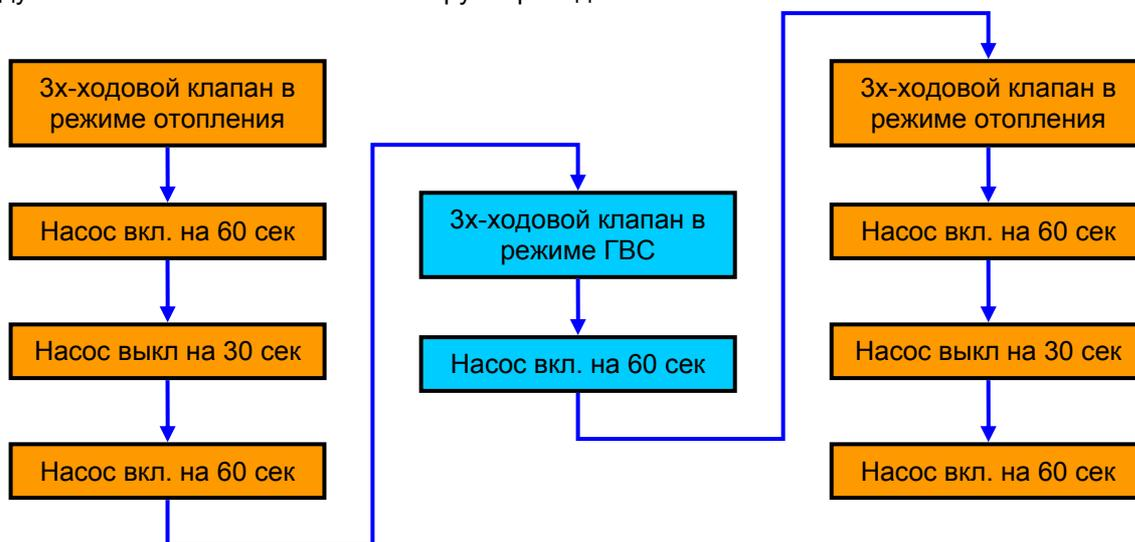 3х-ходовой клапан в
режиме отопления
Насос вкл. на 60 сек
Насос выкл на 30 сек
Насос вкл. на 60 сек
3х-ходовой клапан в
режиме ГВС
Насос вкл. на 60 сек
3х-ходовой клапан в
режиме отопления
Насос вкл. на 60 сек
Насос выкл на 30 сек
Насос вкл. на 60 сек